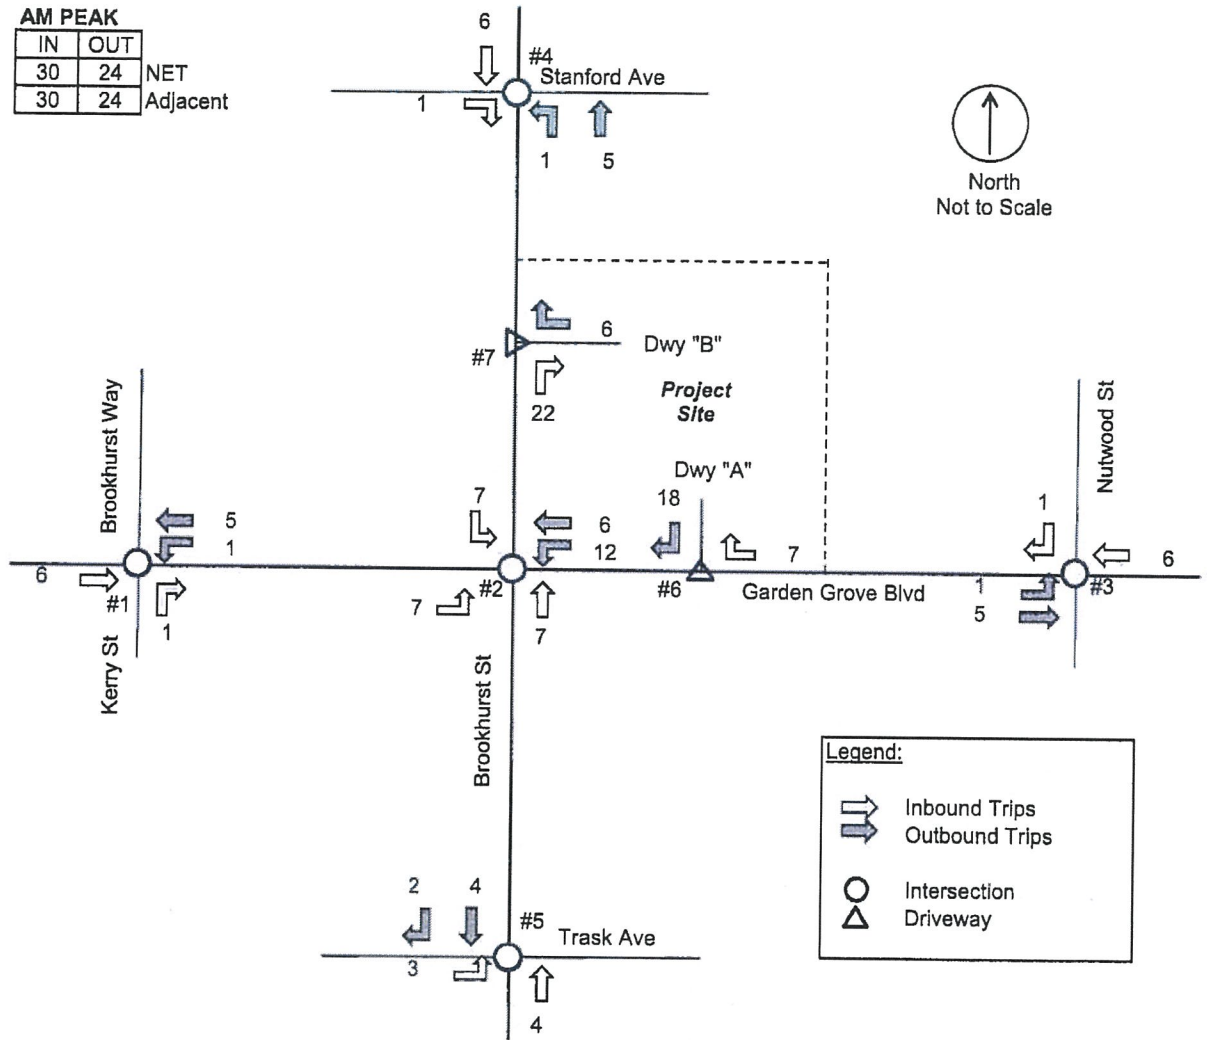 AM PEAK
IN OUT
30 24 NET
30 24 Adjacent
6
#4
Stanford Ave
1
1 5
North
Not to Scale
6
Dwy "B"
#7
22
Project
Site
Dwy "A"
Brookhurst Way
Nutwood St
7
18
1
5
1
6
12
7
6
6
#1
#2
#6
Garden Grove Blvd
1
5
#3
7
7
1
Kerry St
Brookhurst St
Legend:
Inbound Trips
Outbound Trips
Intersection
Driveway
2 4
#5
Trask Ave
3
4